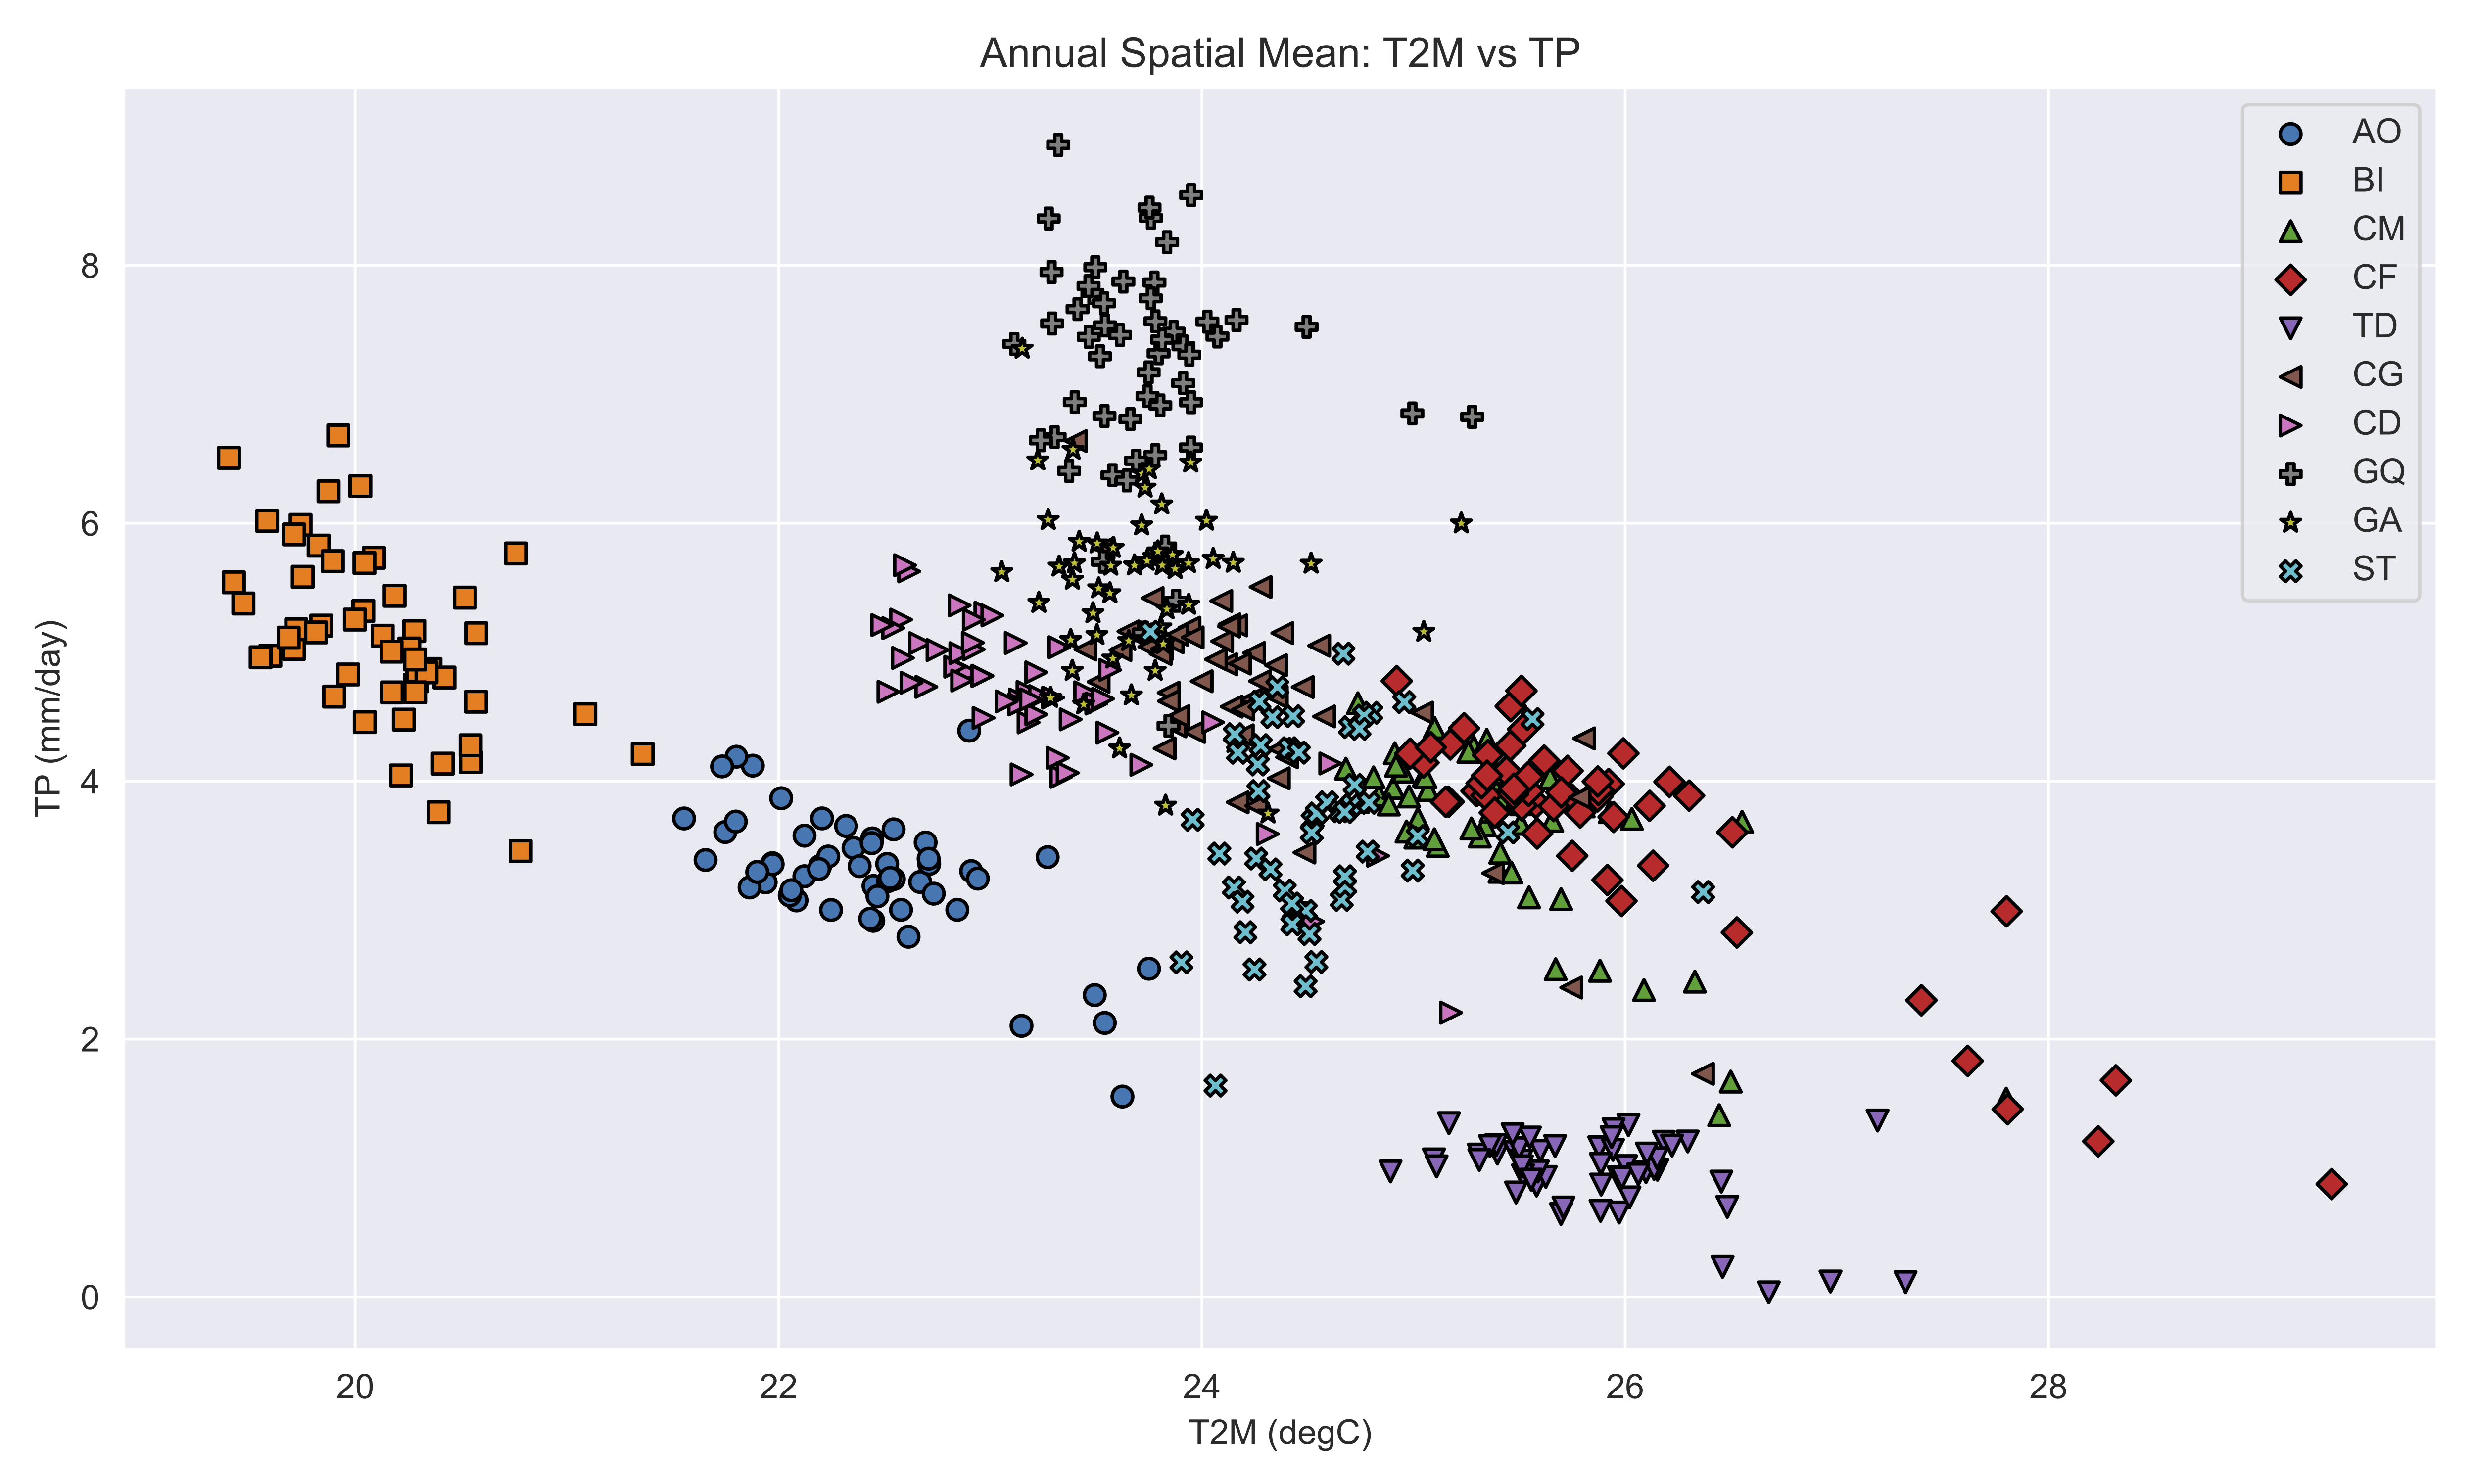 Annual Spatial Mean: T2M vs TP
TP (mm/day)
8
6
4
2
0
20 22 24 26 28
T2M (degC)
AO
BI
CM
CF
TD
CG
CD
GQ
GA
ST